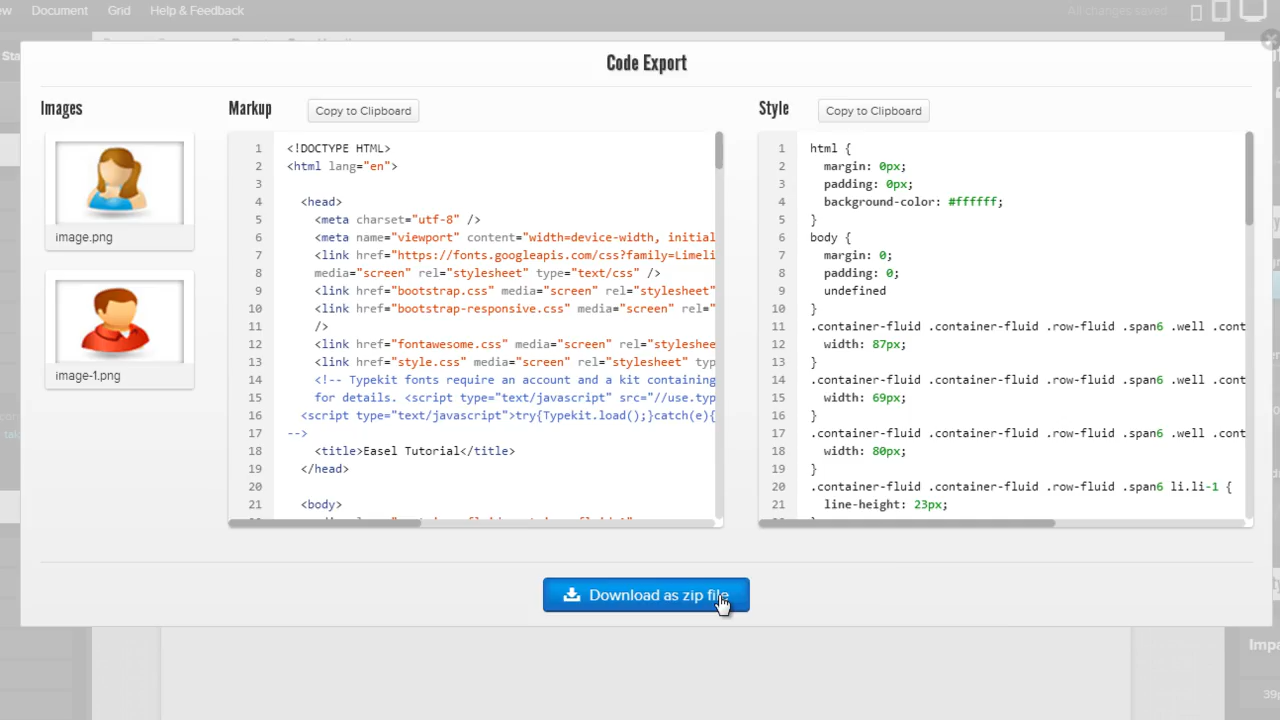 Document Grid Help & Feedback All changes saved
Code Export
Images
image.png
image-1.png
Markup Copy to Clipboard
1 <!DOCTYPE HTML>
2 <html lang="en">
3
4 <head>
5 <meta charset="utf-8" />
6 <meta name="viewport" content="width=device-width, initial
7 <link href="https://fonts.googleapis.com/css?family=Limeli
8 media="screen" rel="stylesheet" type="text/css" />
9 <link href="bootstrap.css" media="screen" rel="stylesheet"
10 <link href="bootstrap-responsive.css" media="screen" rel="
11 />
12 <link href="fontawesome.css" media="screen" rel="styleshee
13 <link href="style.css" media="screen" rel="stylesheet" typ
14 <!-- Typekit fonts require an account and a kit containing
15 for details. <script type="text/javascript" src="//use.typ
16 <script type="text/javascript">try{Typekit.load();}catch(e){
17 -->
18 <title>Easel Tutorial</title>
19 </head>
20
21 <body>
Style Copy to Clipboard
1 html {
2 margin: 0px;
3 padding: 0px;
4 background-color: #ffffff;
5 }
6 body {
7 margin: 0;
8 padding: 0;
9 undefined
10 }
11 .container-fluid .container-fluid .row-fluid .span6 .well .cont
12 width: 87px;
13 }
14 .container-fluid .container-fluid .row-fluid .span6 .well .cont
15 width: 69px;
16 }
17 .container-fluid .container-fluid .row-fluid .span6 .well .cont
18 width: 80px;
19 }
20 .container-fluid .container-fluid .row-fluid .span6 li.li-1 {
21 line-height: 23px;
Download as zip file
Impa
39p